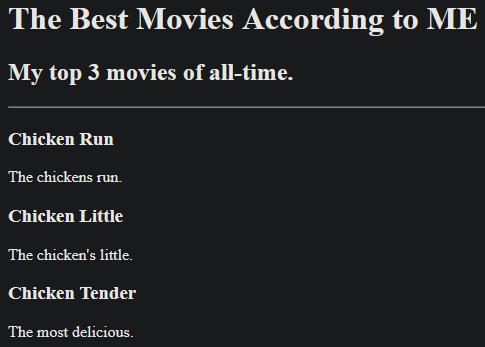 The Best Movies According to ME
My top 3 movies of all-time.
Chicken Run
The chickens run.
Chicken Little
The chicken's little.
Chicken Tender
The most delicious.